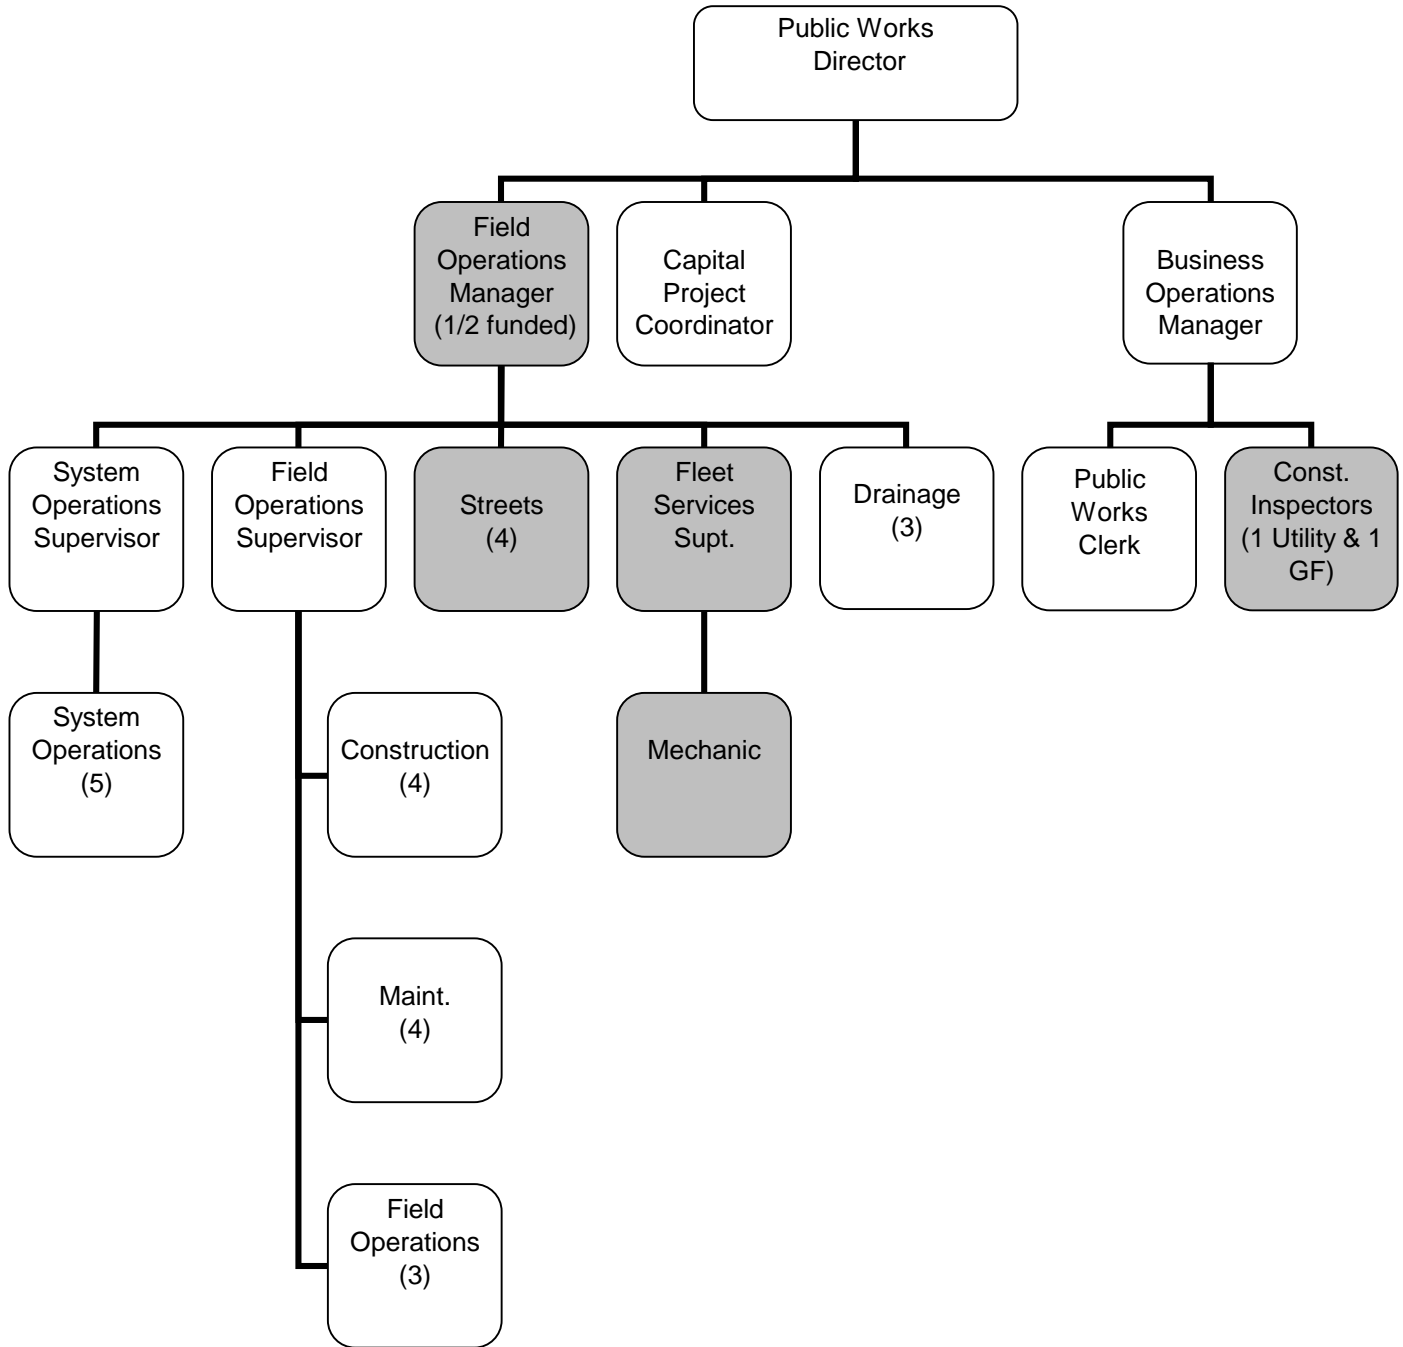 Public Works
Director
Field
Operations
Manager
(1/2 funded)
Capital
Project
Coordinator
Business
Operations
Manager
System
Operations
Supervisor
Field
Operations
Supervisor
Streets
(4)
Fleet
Services
Supt.
Drainage
(3)
Public
Works
Clerk
Const.
Inspectors
(1 Utility & 1
GF)
System
Operations
(5)
Construction
(4)
Mechanic
Maint.
(4)
Field
Operations
(3)